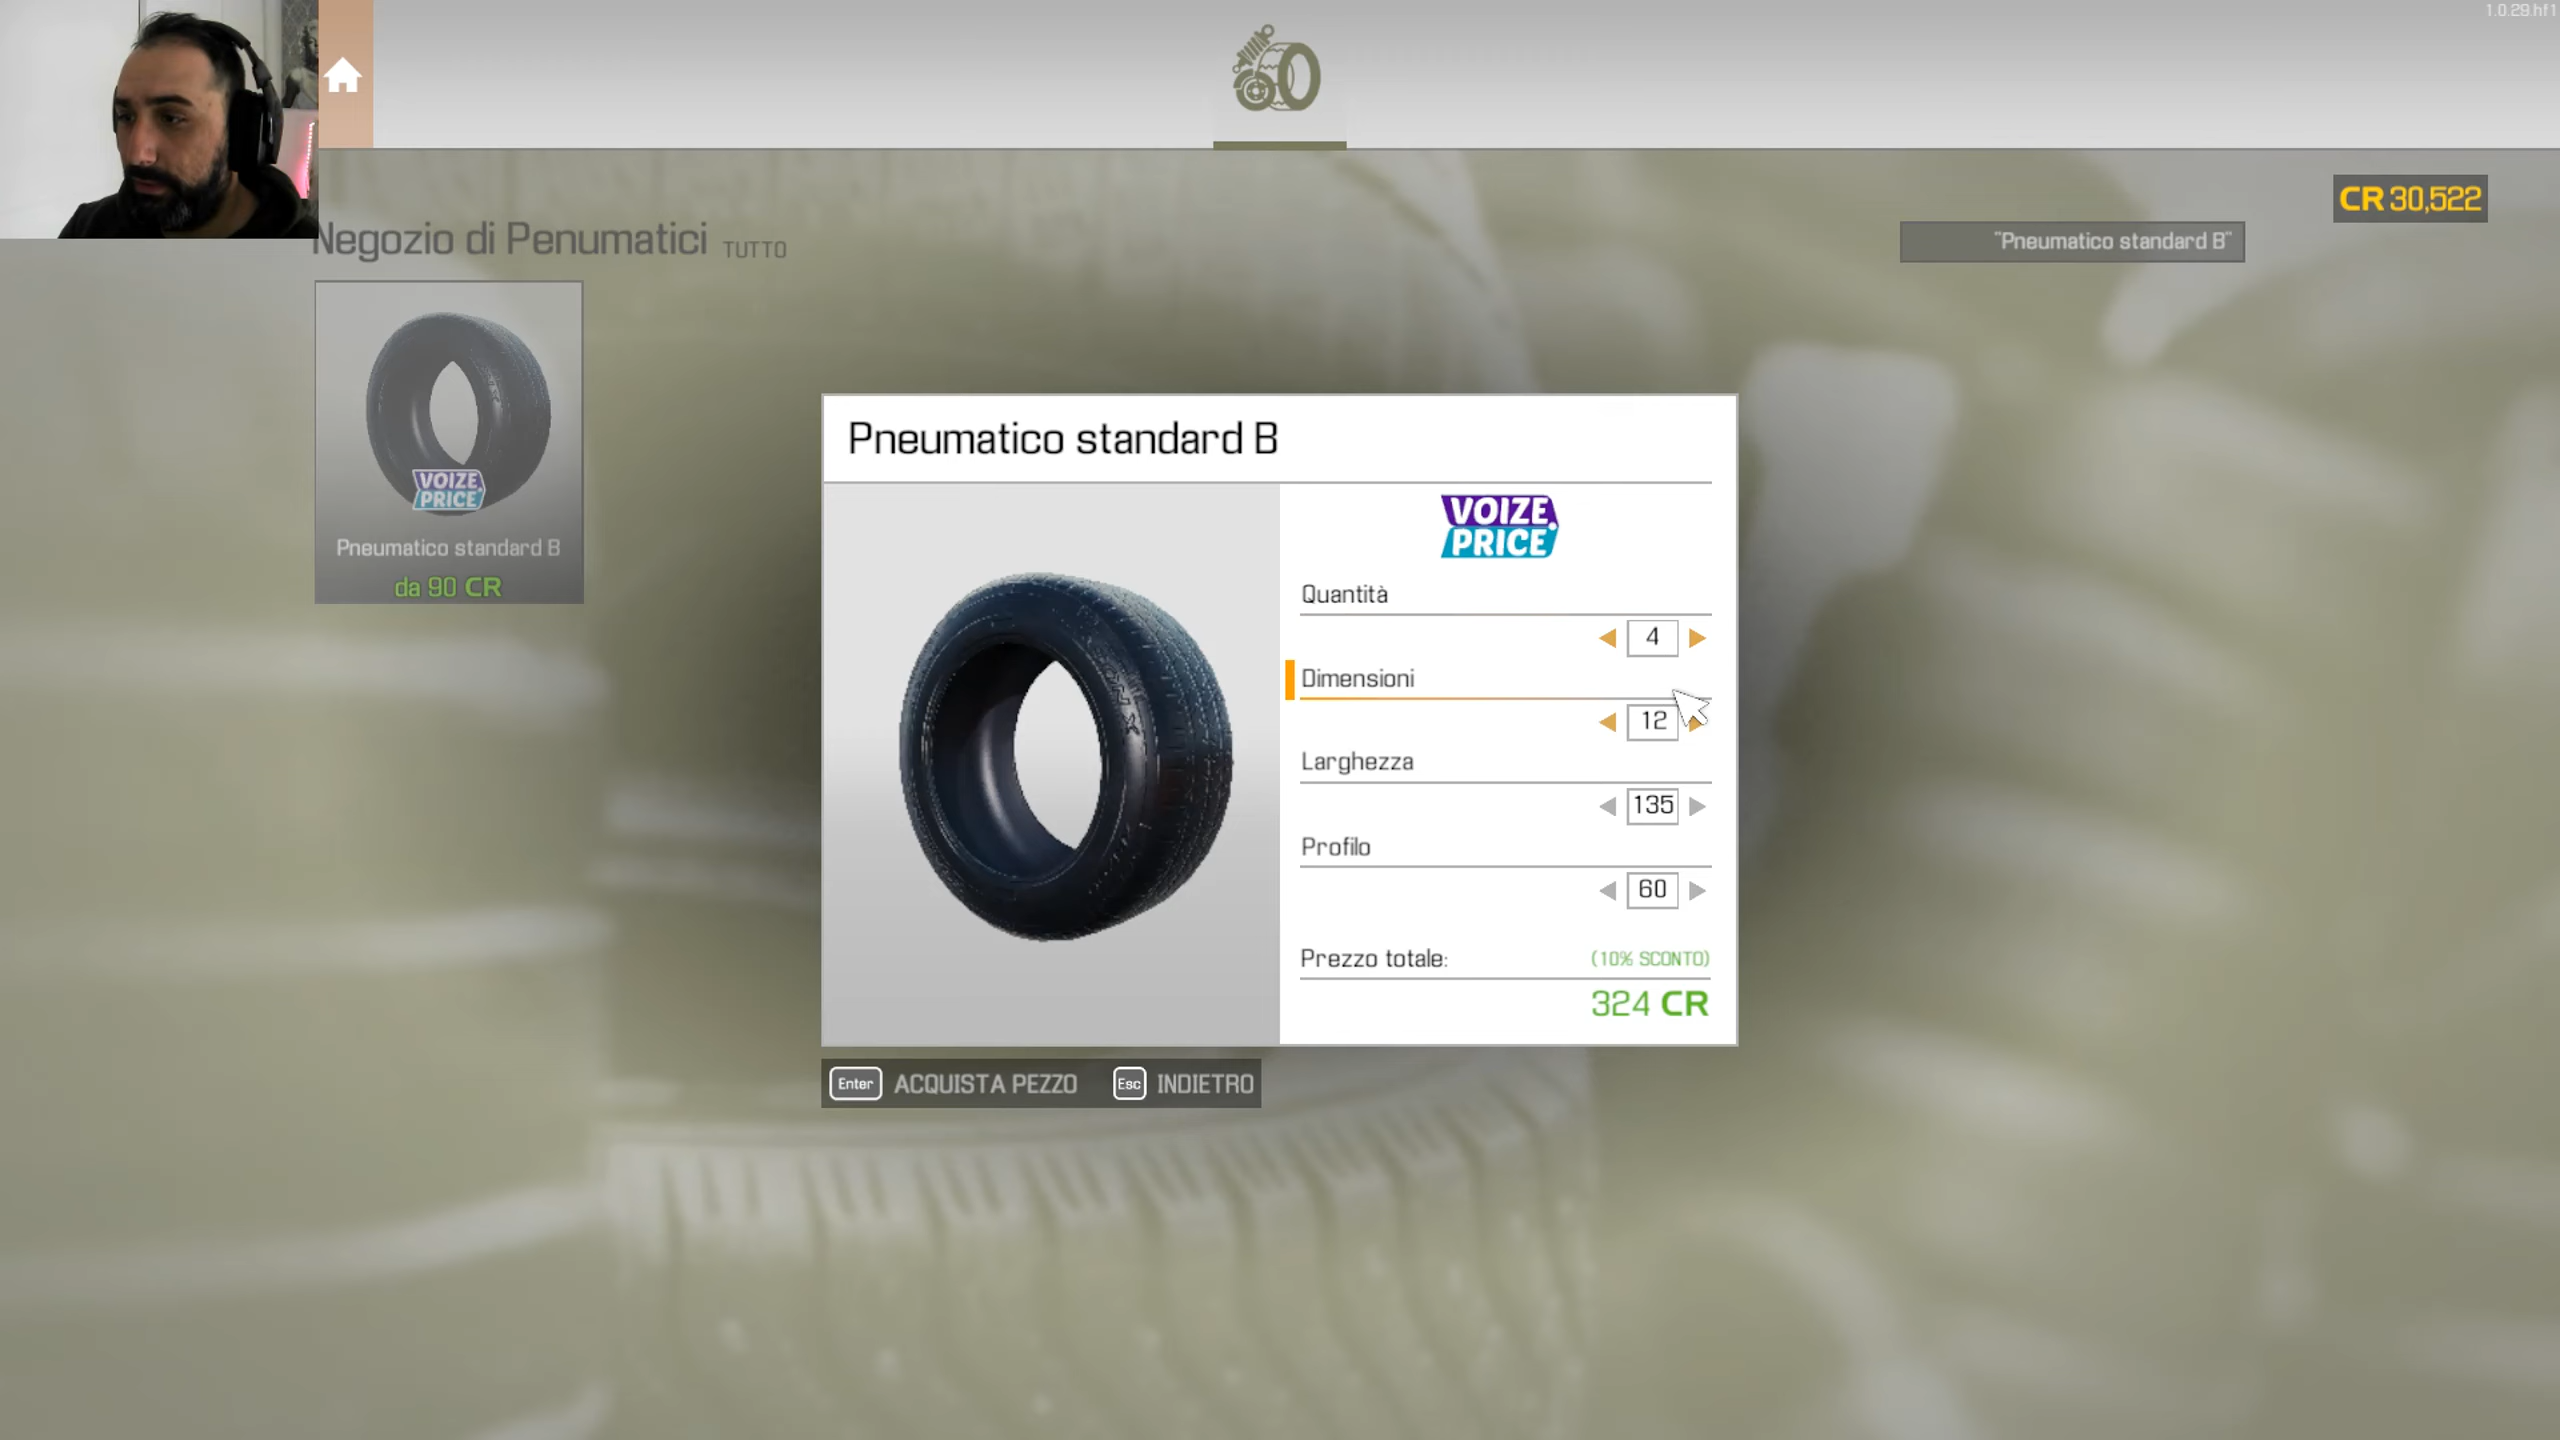 1.0.29.hf1
CR 30,522
Negozio di Penumatici TUTTO
"Pneumatico standard B"
VOIZE.
PRICE
Pneumatico standard B
da 90 CR
Pneumatico standard B
VOIZE.
PRICE
Quantità
4
Dimensioni
12
Larghezza
135
Profilo
60
Prezzo totale: (10% SCONTO)
324 CR
Enter ACQUISTA PEZZO Esc INDIETRO